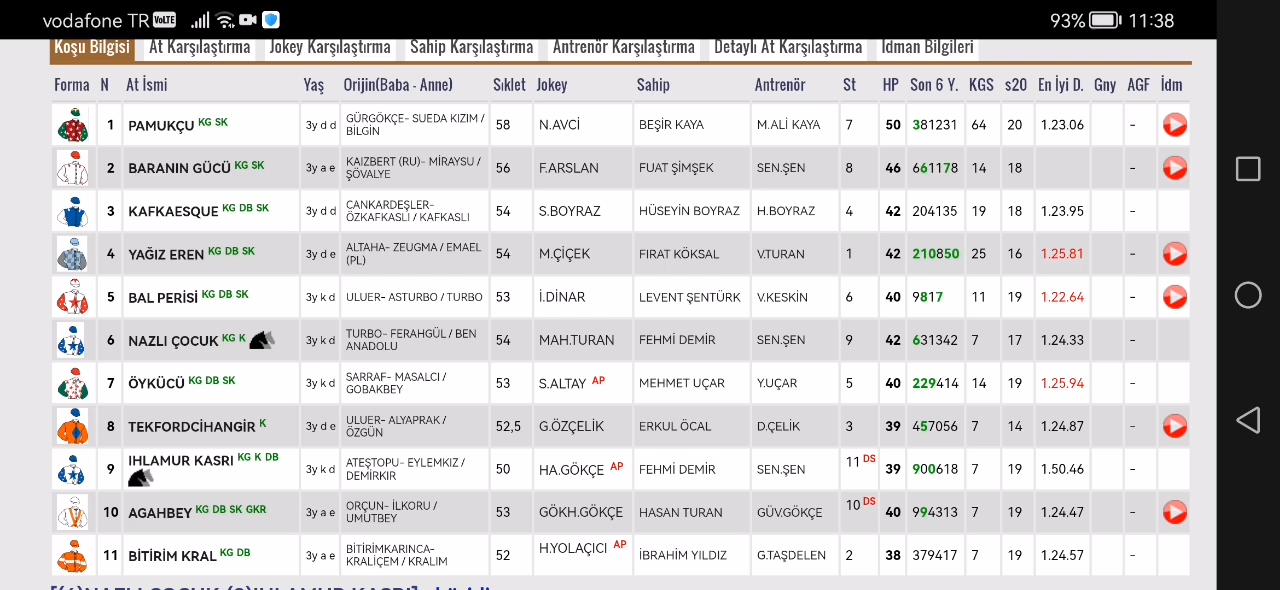 vodafone TR VoLTE 93% 11:38
Koşu Bilgisi At Karşılaştırma Jokey Karşılaştırma Sahip Karşılaştırma Antrenör Karşılaştırma Detaylı At Karşılaştırma İdman Bilgileri
Forma N At İsmi Yaş Orijin(Baba - Anne) Sıklet Jokey Sahip Antrenör St HP Son 6 Y. KGS s20 En İyi D. Gny AGF İdm
1 PAMUKÇU KG SK 3y d d GÜRGÖKÇE- SUEDA KIZIM / BİLGİN 58 N.AVCİ BEŞİR KAYA M.ALİ KAYA 7 50 381231 64 20 1.23.06 -
2 BARANIN GÜCÜ KG SK 3y a e KAIZBERT (RU)- MİRAYSU / ŞÖVALYE 56 F.ARSLAN FUAT ŞİMŞEK SEN.ŞEN 8 46 661178 14 18 -
3 KAFKAESQUE KG DB SK 3y d d CANKARDEŞLER- ÖZKAFKASLI / KAFKASLI 54 S.BOYRAZ HÜSEYİN BOYRAZ H.BOYRAZ 4 42 204135 19 18 1.23.95 -
4 YAĞIZ EREN KG DB SK 3y d e ALTAHA- ZEUGMA / EMAEL (PL) 54 M.ÇİÇEK FIRAT KÖKSAL V.TURAN 1 42 210850 25 16 1.25.81 -
5 BAL PERİSİ KG DB SK 3y k d ULUER- ASTURBO / TURBO 53 İ.DİNAR LEVENT ŞENTÜRK V.KESKİN 6 40 9817 11 19 1.22.64 -
6 NAZLI ÇOCUK KG K 3y k d TURBO- FERAHGÜL / BEN ANADOLU 54 MAH.TURAN FEHMİ DEMİR SEN.ŞEN 9 42 631342 7 17 1.24.33 -
7 ÖYKÜCÜ KG DB SK 3y k d SARRAF- MASALCI / GOBAKBEY 53 S.ALTAY AP MEHMET UÇAR Y.UÇAR 5 40 229414 14 19 1.25.94 -
8 TEKFORDCİHANGİR K 3y d e ULUER- ALYAPRAK / ÖZGÜN 52,5 G.ÖZÇELİK ERKUL ÖCAL D.ÇELİK 3 39 457056 7 14 1.24.87 -
9 IHLAMUR KASRI KG K DB 3y k d ATEŞTOPU- EYLEMKIZ / DEMİRKIR 50 HA.GÖKÇE AP FEHMİ DEMİR SEN.ŞEN 11 DS 39 900618 7 19 1.50.46 -
10 AGAHBEY KG DB SK GKR 3y a e ORÇUN- İLKORU / UMUTBEY 53 GÖKH.GÖKÇE HASAN TURAN GÜV.GÖKÇE 10 DS 40 994313 7 19 1.24.47 -
11 BİTİRİM KRAL KG DB 3y a e BİTİRİMKARINCA- KRALİÇEM / KRALIM 52 H.YOLAÇICI AP İBRAHİM YILDIZ G.TAŞDELEN 2 38 379417 7 19 1.24.57 -